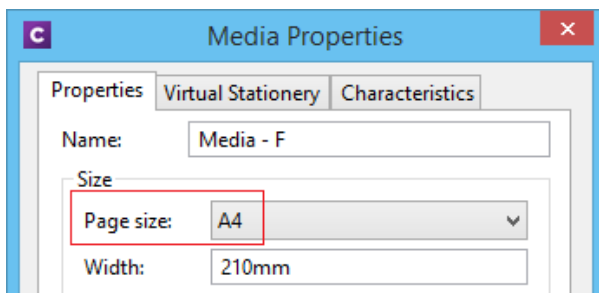 C Media Properties
Properties Virtual Stationery Characteristics
Name: Media - F
Size
Page size: A4
Width: 210mm